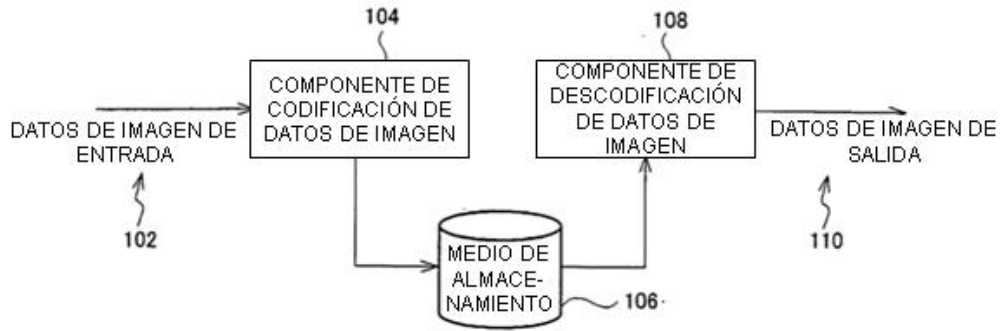 104
108
COMPONENTE DE
CODIFICACIÓN DE
DATOS DE IMAGEN
COMPONENTE DE
DESCODIFICACIÓN
DE DATOS DE
IMAGEN
DATOS DE IMAGEN DE
ENTRADA
DATOS DE IMAGEN DE
SALIDA
102
110
MEDIO DE
ALMACE-
NAMIENTO
106